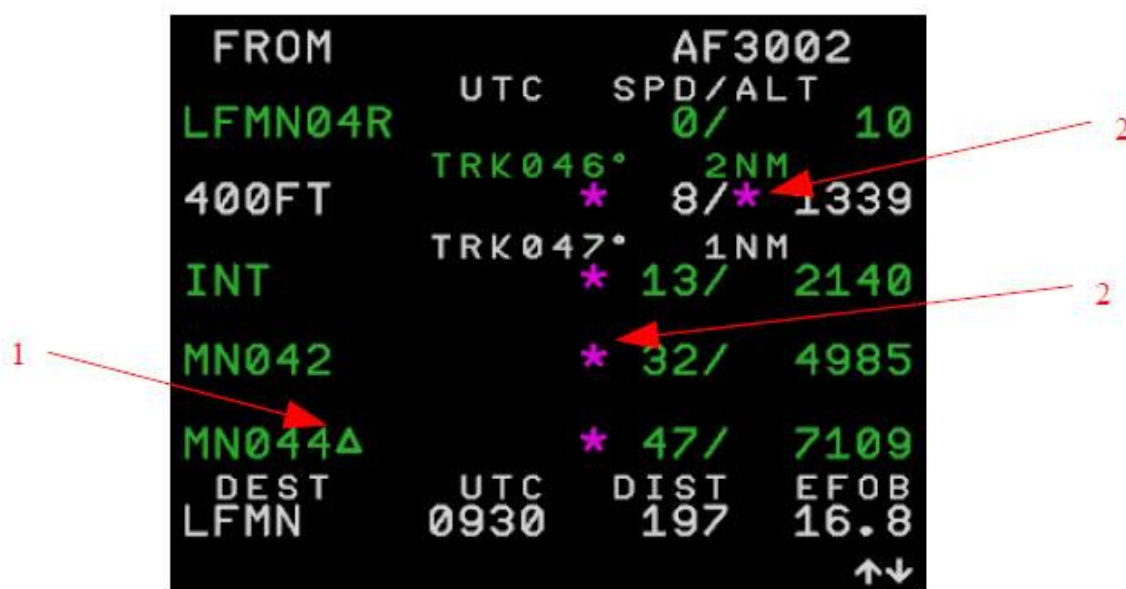 FROM AF3002
UTC SPD/ALT
LFMN04R 0/ 10
TRK046° 2NM
2
400FT * 8/* 1339
TRK047° 1NM
INT * 13/ 2140
2
1
MN042 * 32/ 4985
MN044Δ * 47/ 7109
DEST UTC DIST EFOB
LFMN 0930 197 16.8
↑↓